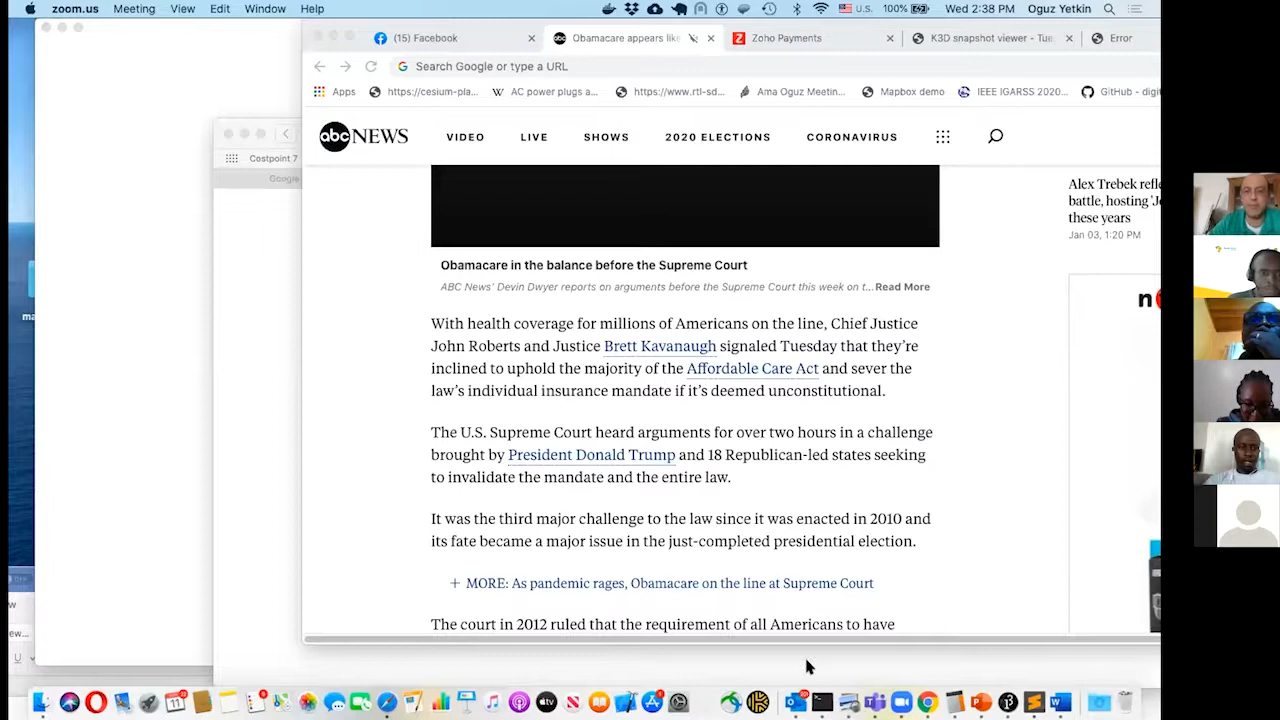 zoom.us Meeting View Edit Window Help U.S. 100% Wed 2:38 PM Oguz Yetkin
(15) Facebook Obamacare appears like Zoho Payments K3D snapshot viewer - Tue Error
Search Google or type a URL
Apps https://cesium-pla... AC power plugs a... https://www.rtl-sd... Ama Oguz Meetin... Mapbox demo IEEE IGARSS 2020... GitHub - digi
abc NEWS VIDEO LIVE SHOWS 2020 ELECTIONS CORONAVIRUS
Costpoint 7
Google
Alex Trebek refle
battle, hosting 'J
these years
Jan 03, 1:20 PM
Obamacare in the balance before the Supreme Court
ABC News' Devin Dwyer reports on arguments before the Supreme Court this week on t...Read More
With health coverage for millions of Americans on the line, Chief Justice
John Roberts and Justice Brett Kavanaugh signaled Tuesday that they're
inclined to uphold the majority of the Affordable Care Act and sever the
law's individual insurance mandate if it's deemed unconstitutional.
The U.S. Supreme Court heard arguments for over two hours in a challenge
brought by President Donald Trump and 18 Republican-led states seeking
to invalidate the mandate and the entire law.
It was the third major challenge to the law since it was enacted in 2010 and
its fate became a major issue in the just-completed presidential election.
+ MORE: As pandemic rages, Obamacare on the line at Supreme Court
The court in 2012 ruled that the requirement of all Americans to have